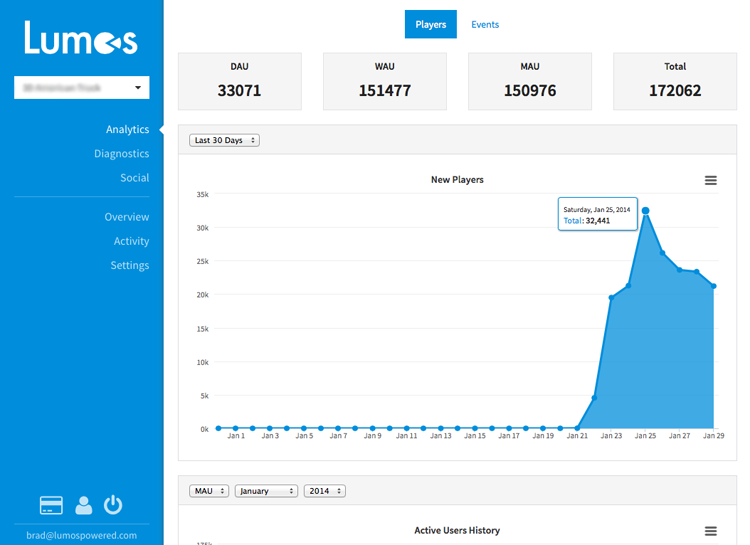 Lumos
Players
Events
DAU
33071
WAU
151477
MAU
150976
Total
172062
Analytics
Diagnostics
Social
Overview
Activity
Settings
Last 30 Days
New Players
35k
30k
25k
20k
15k
10k
5k
0k
Saturday, Jan 25, 2014
Total: 32,441
Jan 1
Jan 3
Jan 5
Jan 7
Jan 9
Jan 11
Jan 13
Jan 15
Jan 17
Jan 19
Jan 21
Jan 23
Jan 25
Jan 27
Jan 29
MAU
January
2014
Active Users History
175k
brad@lumospowered.com